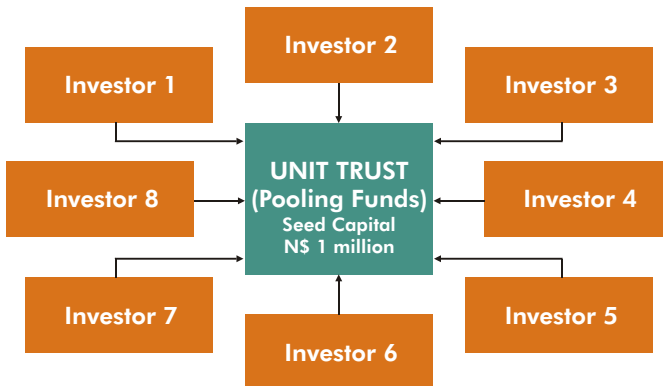 Investor 2
Investor 1
Investor 3
UNIT TRUST
(Pooling Funds)
Seed Capital
N$ 1 million
Investor 8
Investor 4
Investor 7
Investor 5
Investor 6